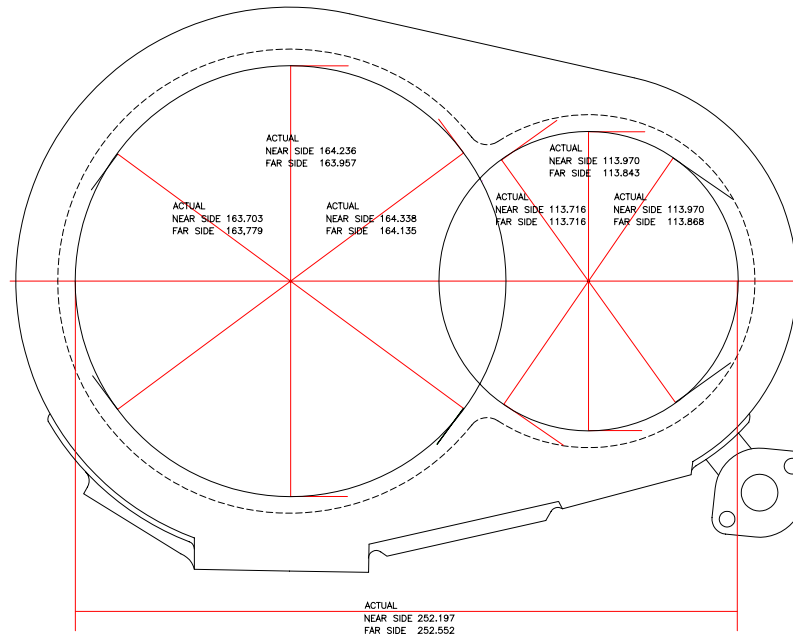 ACTUAL
NEAR SIDE 164.236
FAR SIDE 163.957
ACTUAL
NEAR SIDE 113.970
FAR SIDE 113.843
ACTUAL
NEAR SIDE 163.703
FAR SIDE 163,779
ACTUAL
NEAR SIDE 164.338
FAR SIDE 164.135
ACTUAL
NEAR SIDE 113.716
FAR SIDE 113.716
ACTUAL
NEAR SIDE 113.970
FAR SIDE 113.868
ACTUAL
NEAR SIDE 252.197
FAR SIDE 252.552